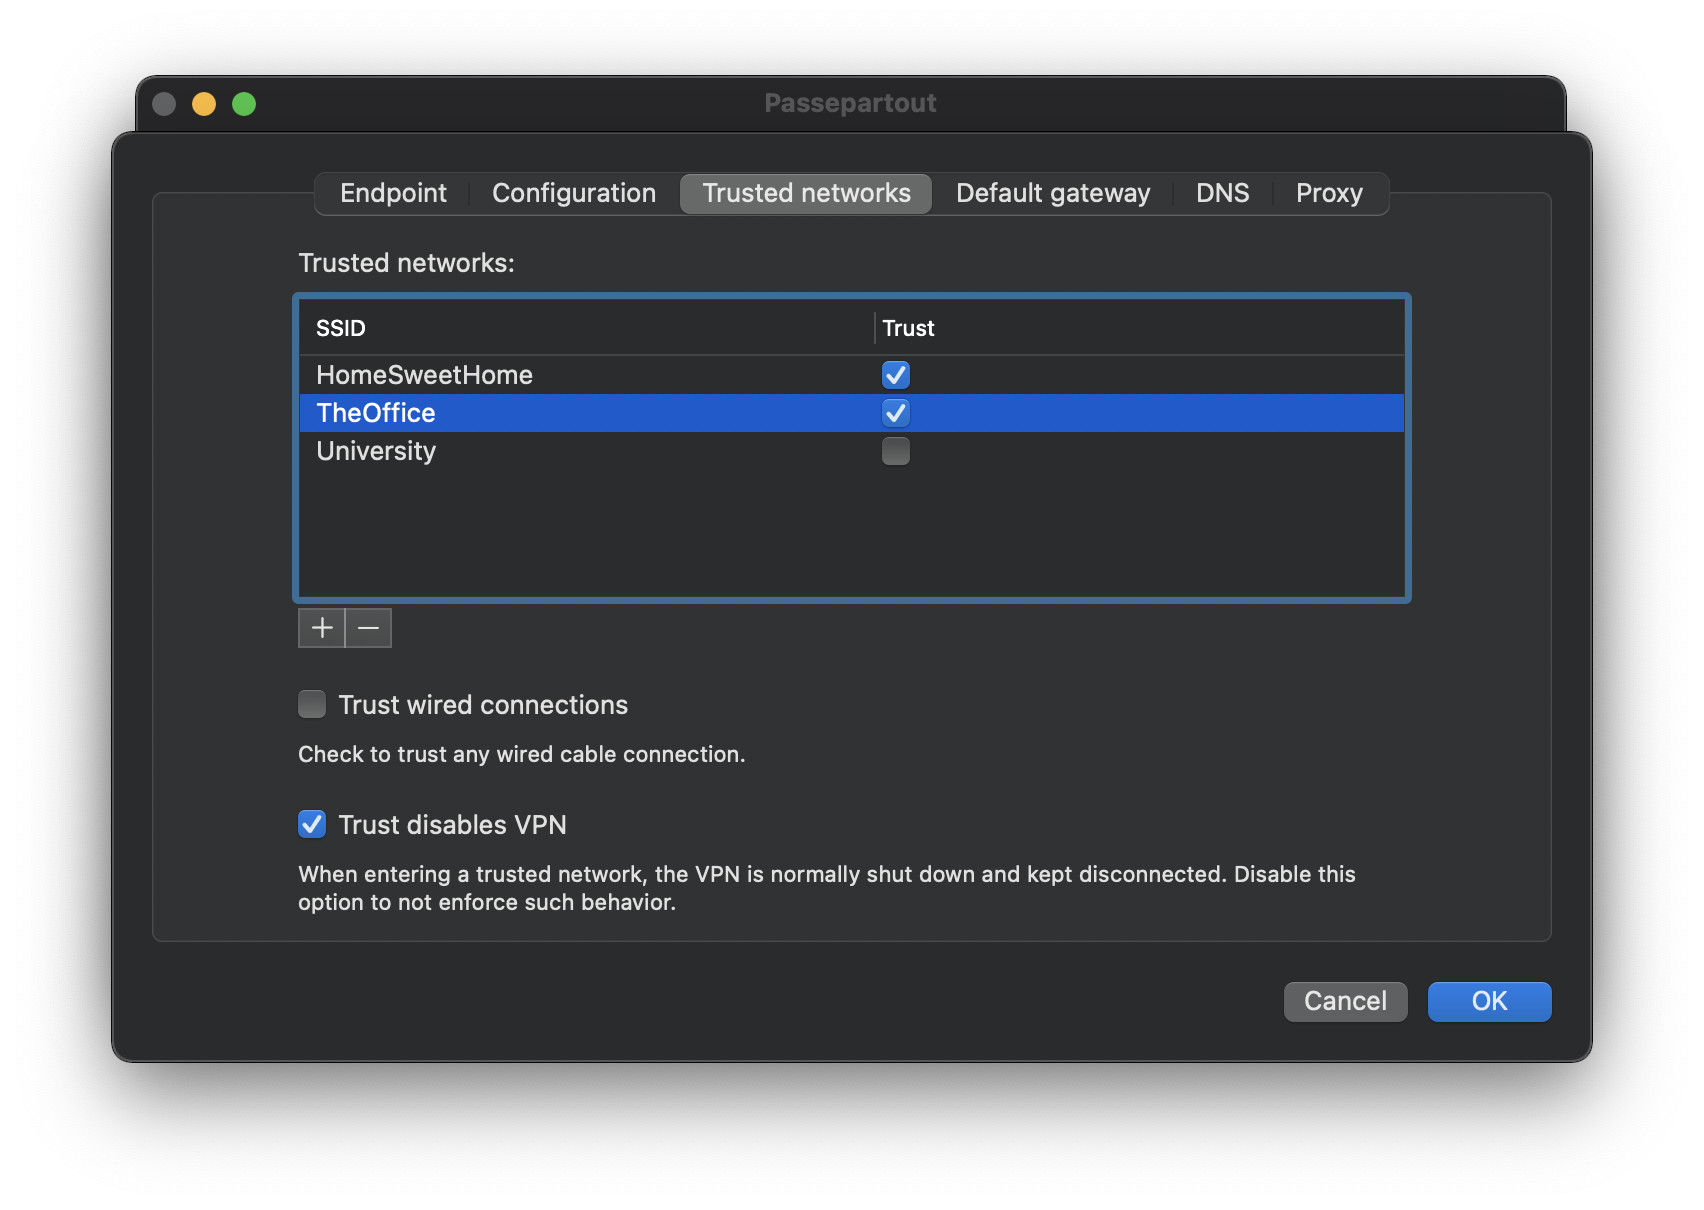 Passepartout
Endpoint Configuration Trusted networks Default gateway DNS Proxy
Trusted networks:
SSID Trust
HomeSweetHome
TheOffice
University
Trust wired connections
Check to trust any wired cable connection.
Trust disables VPN
When entering a trusted network, the VPN is normally shut down and kept disconnected. Disable this
option to not enforce such behavior.
Cancel OK